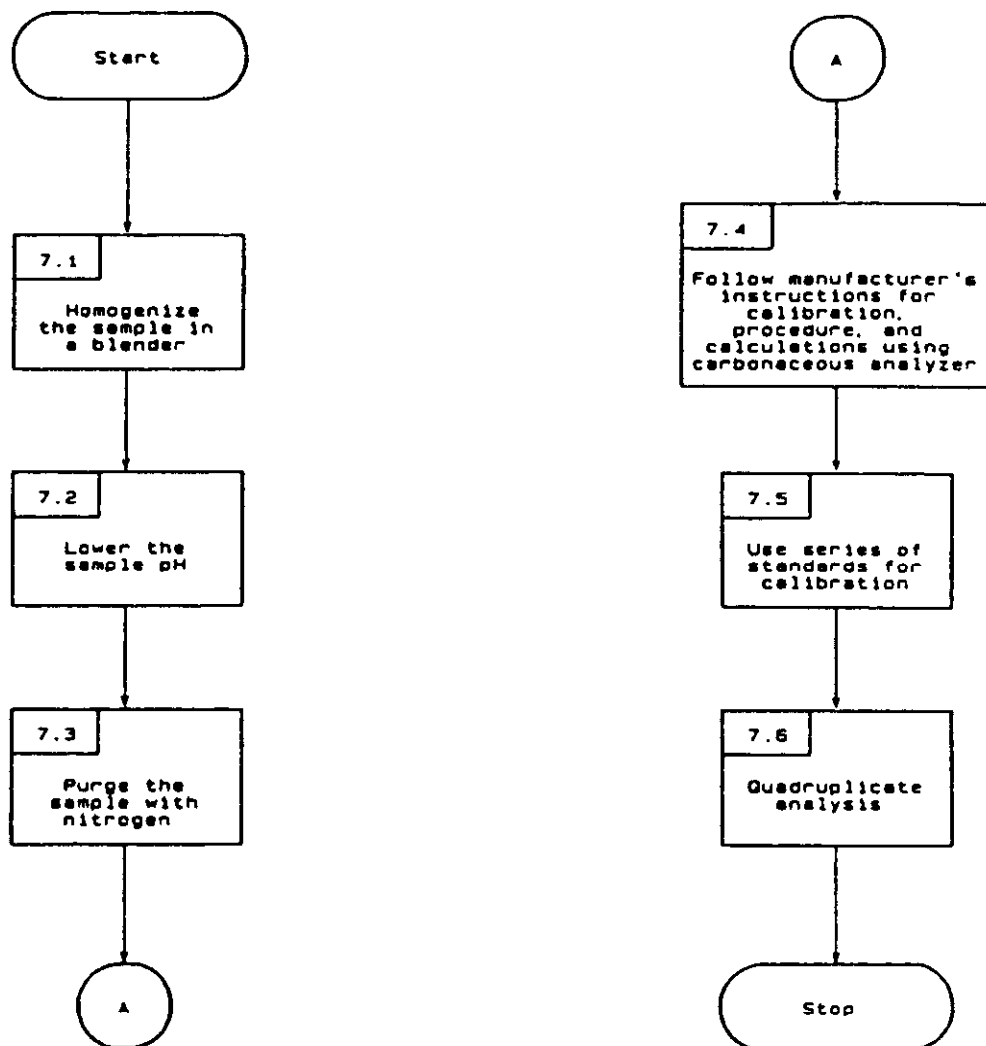 Start
7.1
Homogenize
the sample in
a blender
7.2
Lower the
sample pH
7.3
Purge the
sample with
nitrogen
A
A
7.4
Follow manufacturer's
instructions for
calibration,
procedure, and
calculations using
carbonaceous analyzer
7.5
Use series of
standards for
calibration
7.6
Quadruplicate
analysis
Stop